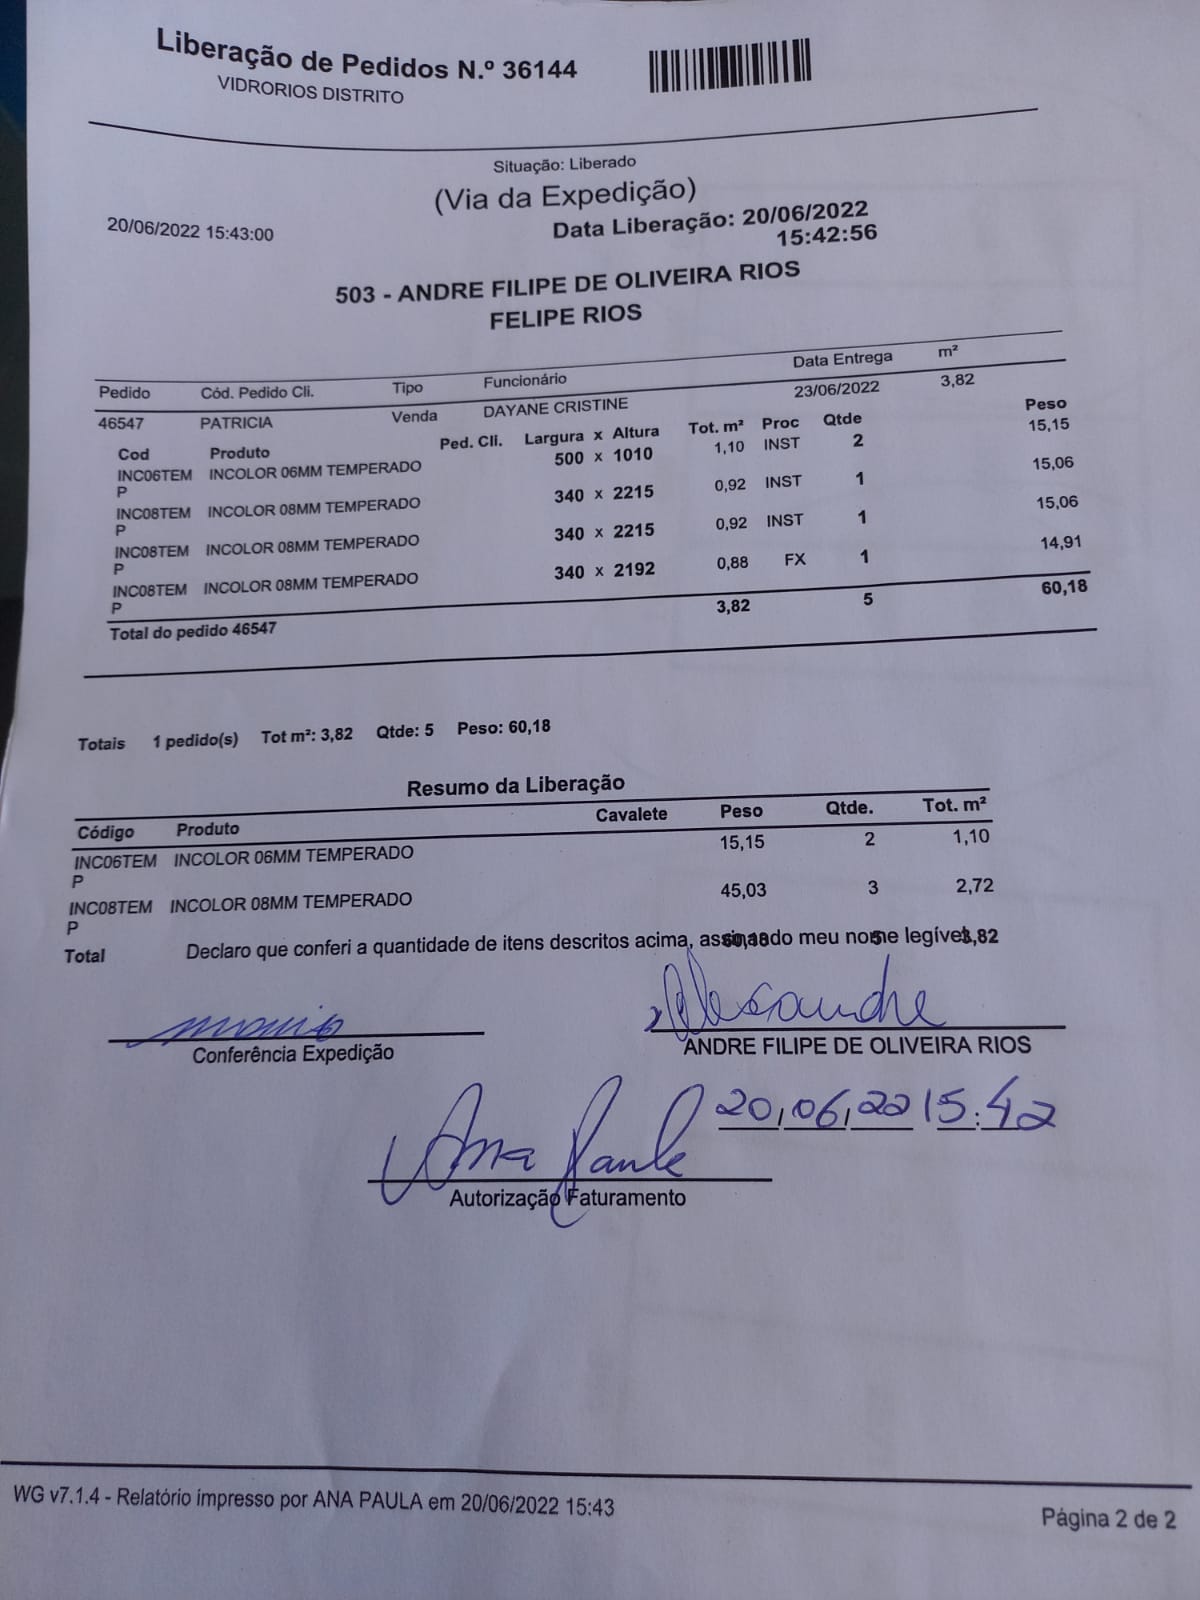 Liberação de Pedidos N.º 36144
VIDRORIOS DISTRITO
Situação: Liberado
(Via da Expedição)
20/06/2022 15:43:00
Data Liberação: 20/06/2022
15:42:56
503 - ANDRE FILIPE DE OLIVEIRA RIOS
FELIPE RIOS
Pedido Cód. Pedido Cli. Tipo Funcionário Data Entrega m²
46547 PATRICIA Venda DAYANE CRISTINE 23/06/2022 3,82
Cod Produto Ped. Cli. Largura x Altura Tot. m² Proc Qtde Peso
INC06TEM INCOLOR 06MM TEMPERADO 500 x 1010 1,10 INST 2 15,15
P
INC08TEM INCOLOR 08MM TEMPERADO 340 x 2215 0,92 INST 1 15,06
P
INC08TEM INCOLOR 08MM TEMPERADO 340 x 2215 0,92 INST 1 15,06
P
INC08TEM INCOLOR 08MM TEMPERADO 340 x 2192 0,88 FX 1 14,91
P
Total do pedido 46547 3,82 5 60,18
Totais 1 pedido(s) Tot m²: 3,82 Qtde: 5 Peso: 60,18
Resumo da Liberação
Código Produto Cavalete Peso Qtde. Tot. m²
INC06TEM INCOLOR 06MM TEMPERADO 15,15 2 1,10
P
INC08TEM INCOLOR 08MM TEMPERADO 45,03 3 2,72
P
Total 60,18 5 3,82
Declaro que conferi a quantidade de itens descritos acima, assinando meu nome legível.
Alexandre
Conferência Expedição
ANDRE FILIPE DE OLIVEIRA RIOS
20/06/22 15:42
Ana Paula
Autorização Faturamento
WG v7.1.4 - Relatório impresso por ANA PAULA em 20/06/2022 15:43
Página 2 de 2